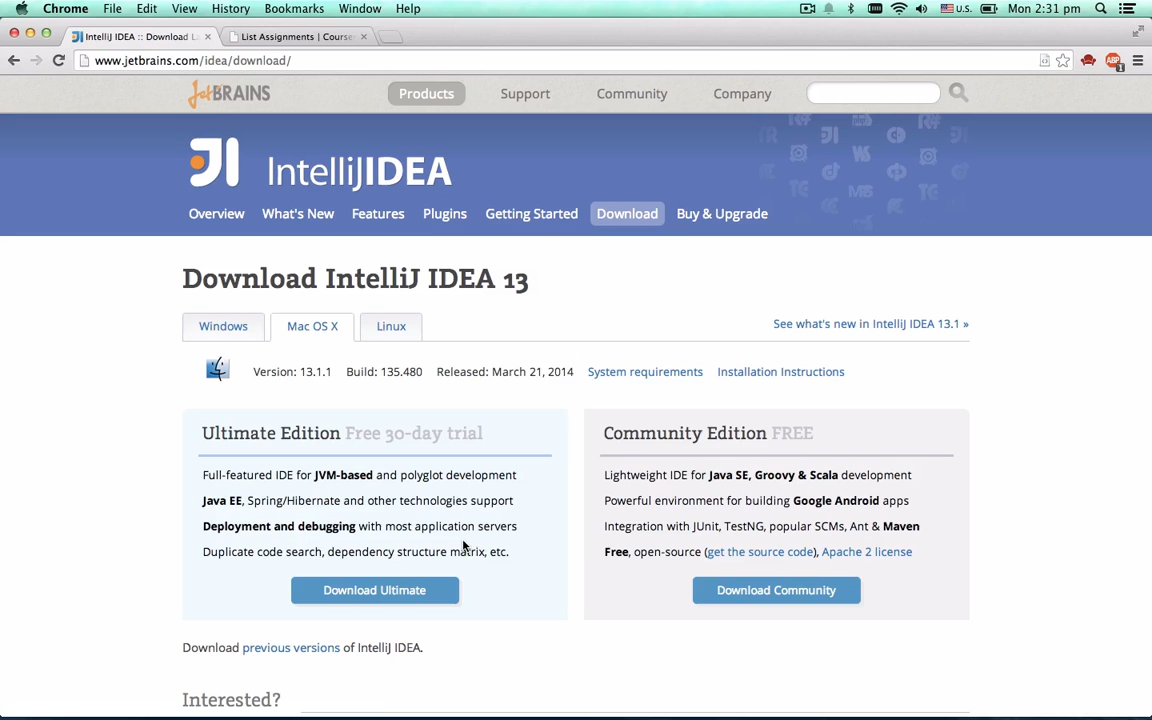 Chrome File Edit View History Bookmarks Window Help U.S. Mon 2:31 pm
IntelliJ IDEA :: Download La List Assignments | Course
www.jetbrains.com/idea/download/
JetBRAINS Products Support Community Company
JI IntelliJIDEA
Overview What's New Features Plugins Getting Started Download Buy & Upgrade
Download IntelliJ IDEA 13
Windows Mac OS X Linux See what's new in IntelliJ IDEA 13.1 »
Version: 13.1.1 Build: 135.480 Released: March 21, 2014 System requirements Installation Instructions
Ultimate Edition Free 30-day trial
Full-featured IDE for JVM-based and polyglot development
Java EE, Spring/Hibernate and other technologies support
Deployment and debugging with most application servers
Duplicate code search, dependency structure matrix, etc.
Download Ultimate
Community Edition FREE
Lightweight IDE for Java SE, Groovy & Scala development
Powerful environment for building Google Android apps
Integration with JUnit, TestNG, popular SCMs, Ant & Maven
Free, open-source (get the source code), Apache 2 license
Download Community
Download previous versions of IntelliJ IDEA.
Interested?